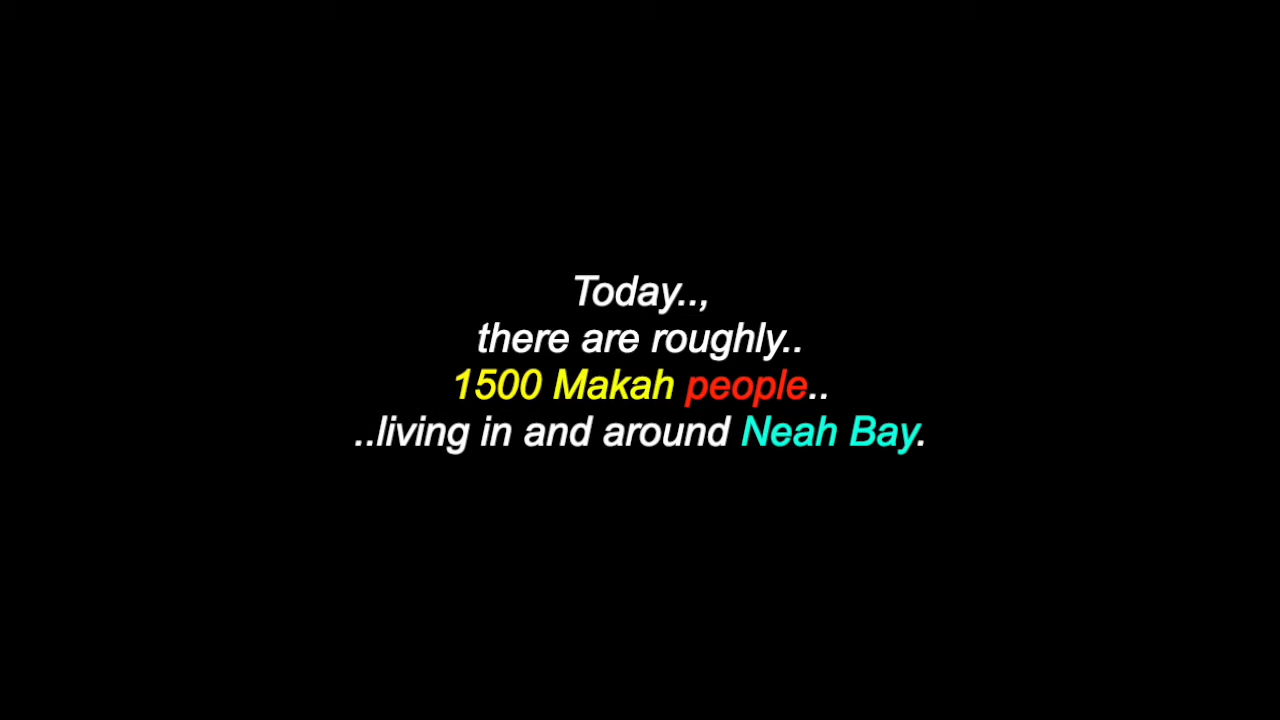 Today..,
there are roughly..
1500 Makah people..
..living in and around Neah Bay.